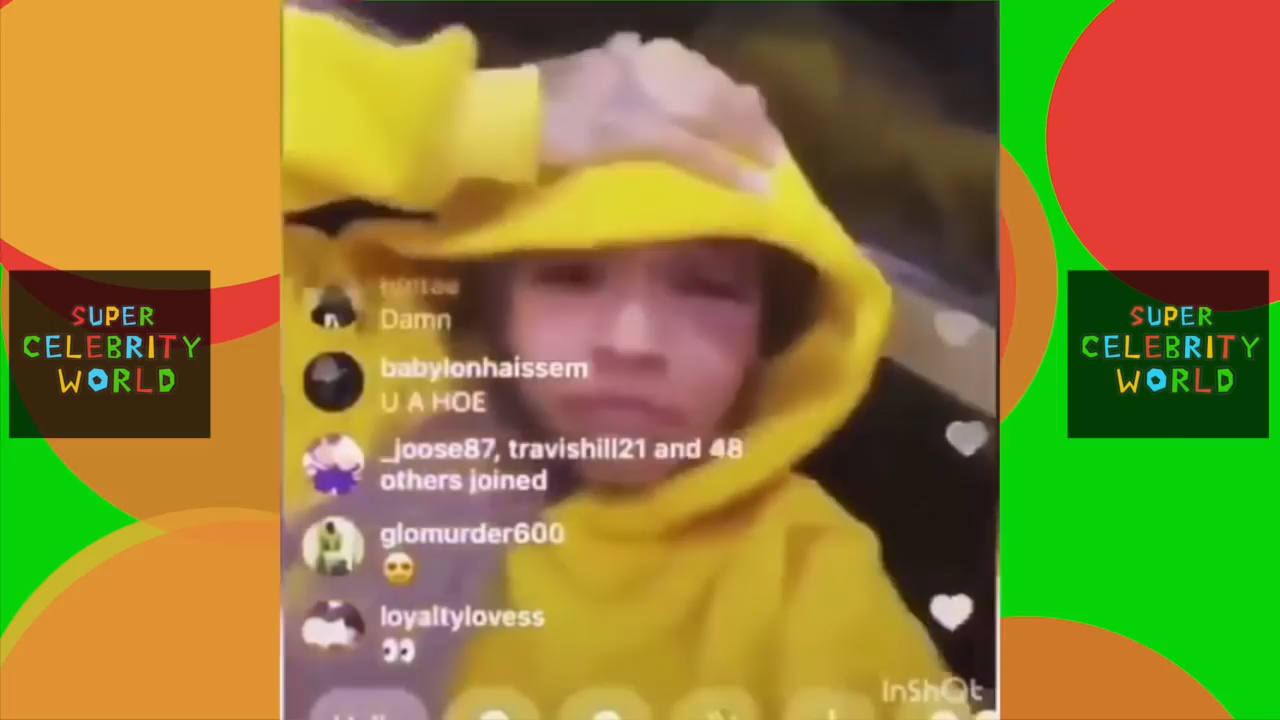 SUPER
CELEBRITY
WORLD
Damn
babylonhaissem
U A HOE
_joose87, travishill21 and 48
others joined
glomurder600
loyaltylovess
InShOt
SUPER
CELEBRITY
WORLD